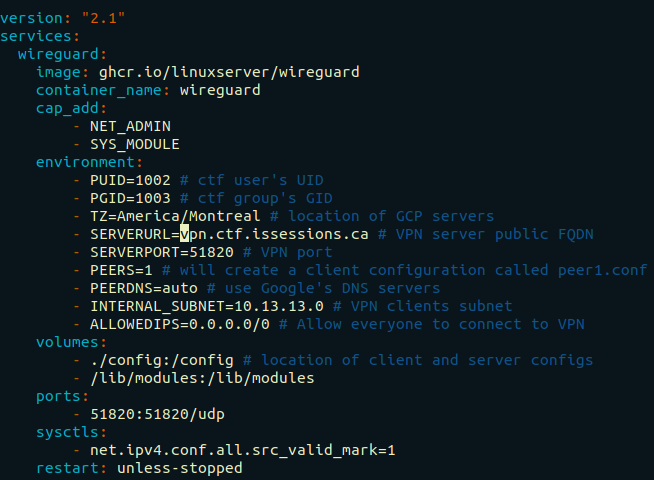 version: "2.1"
services:
  wireguard:
    image: ghcr.io/linuxserver/wireguard
    container_name: wireguard
    cap_add:
        - NET_ADMIN
        - SYS_MODULE
    environment:
        - PUID=1002 # ctf user's UID
        - PGID=1003 # ctf group's GID
        - TZ=America/Montreal # location of GCP servers
        - SERVERURL=vpn.ctf.issessions.ca # VPN server public FQDN
        - SERVERPORT=51820 # VPN port
        - PEERS=1 # will create a client configuration called peer1.conf
        - PEERDNS=auto # use Google's DNS servers
        - INTERNAL_SUBNET=10.13.13.0 # VPN clients subnet
        - ALLOWEDIPS=0.0.0.0/0 # Allow everyone to connect to VPN
    volumes:
        - ./config:/config # location of client and server configs
        - /lib/modules:/lib/modules
    ports:
        - 51820:51820/udp
    sysctls:
        - net.ipv4.conf.all.src_valid_mark=1
    restart: unless-stopped